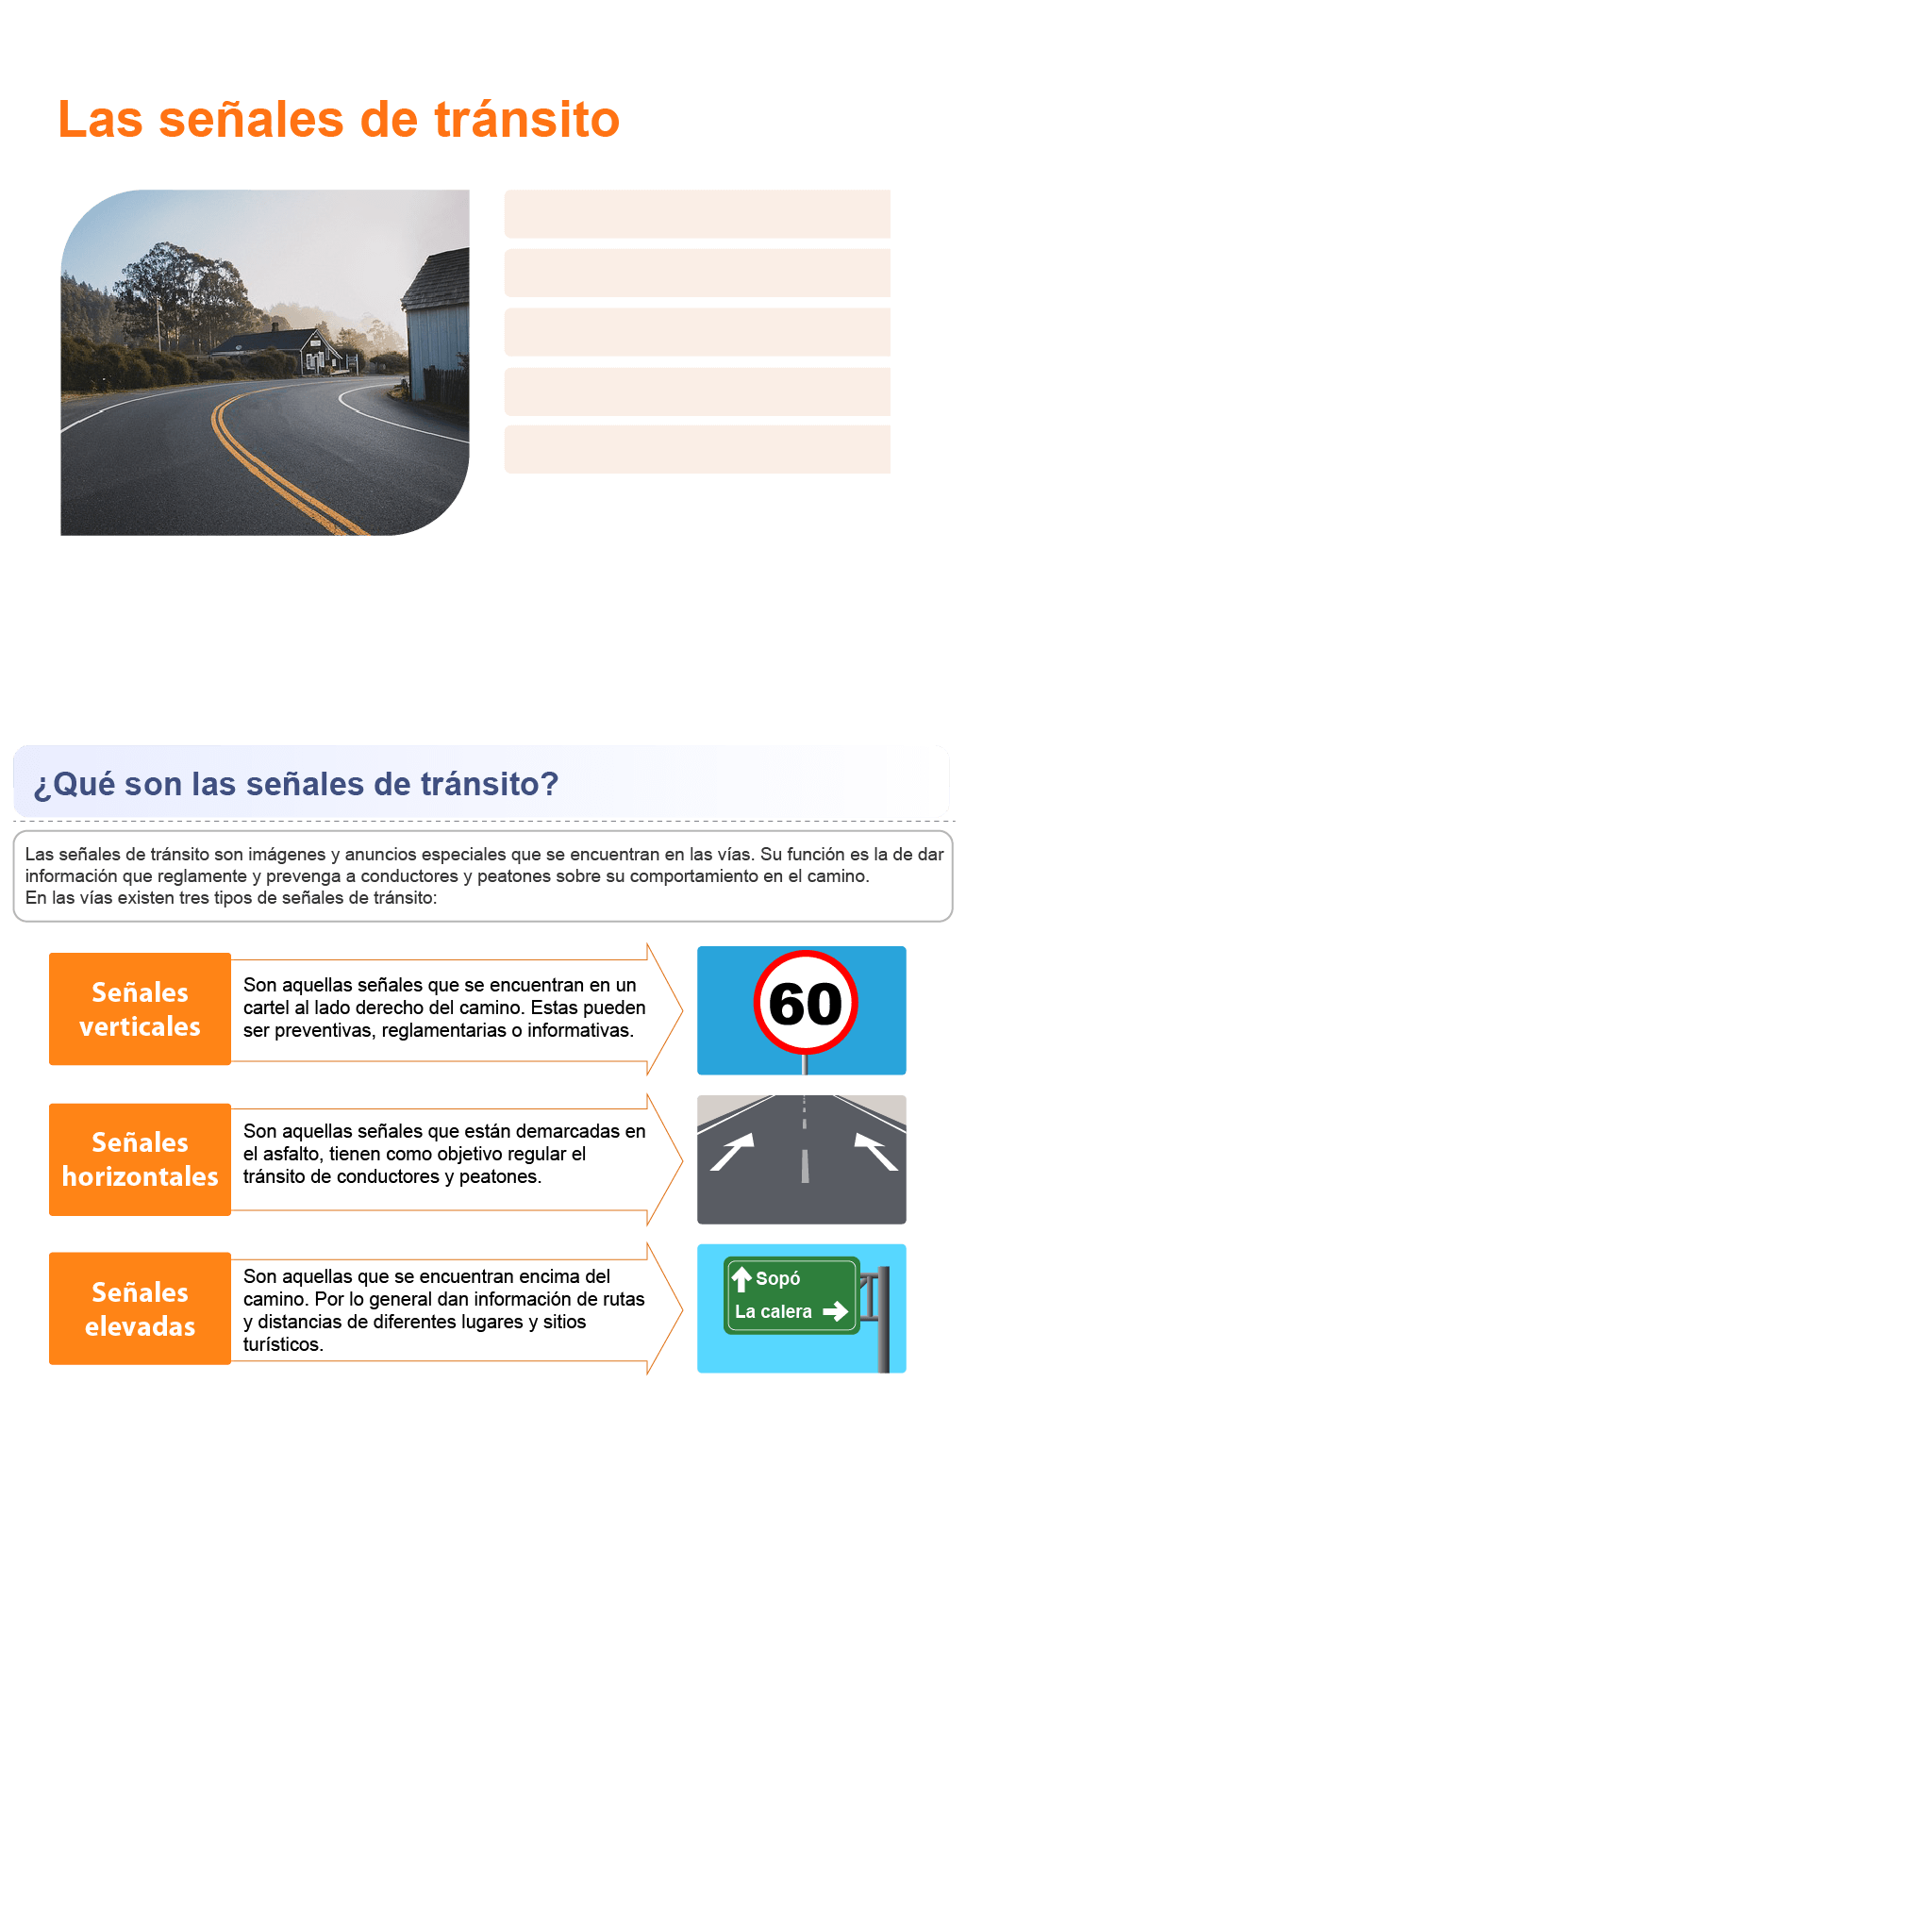 Las señales de tránsito
¿Qué son las señales de tránsito?
Las señales de tránsito son imágenes y anuncios especiales que se encuentran en las vías. Su función es la de dar
información que reglamente y prevenga a conductores y peatones sobre su comportamiento en el camino.
En las vías existen tres tipos de señales de tránsito:
Señales
verticales
Son aquellas señales que se encuentran en un
cartel al lado derecho del camino. Estas pueden
ser preventivas, reglamentarias o informativas.
60
Señales
horizontales
Son aquellas señales que están demarcadas en
el asfalto, tienen como objetivo regular el
tránsito de conductores y peatones.
Señales
elevadas
Son aquellas que se encuentran encima del
camino. Por lo general dan información de rutas
y distancias de diferentes lugares y sitios
turísticos.
Sopó
La calera